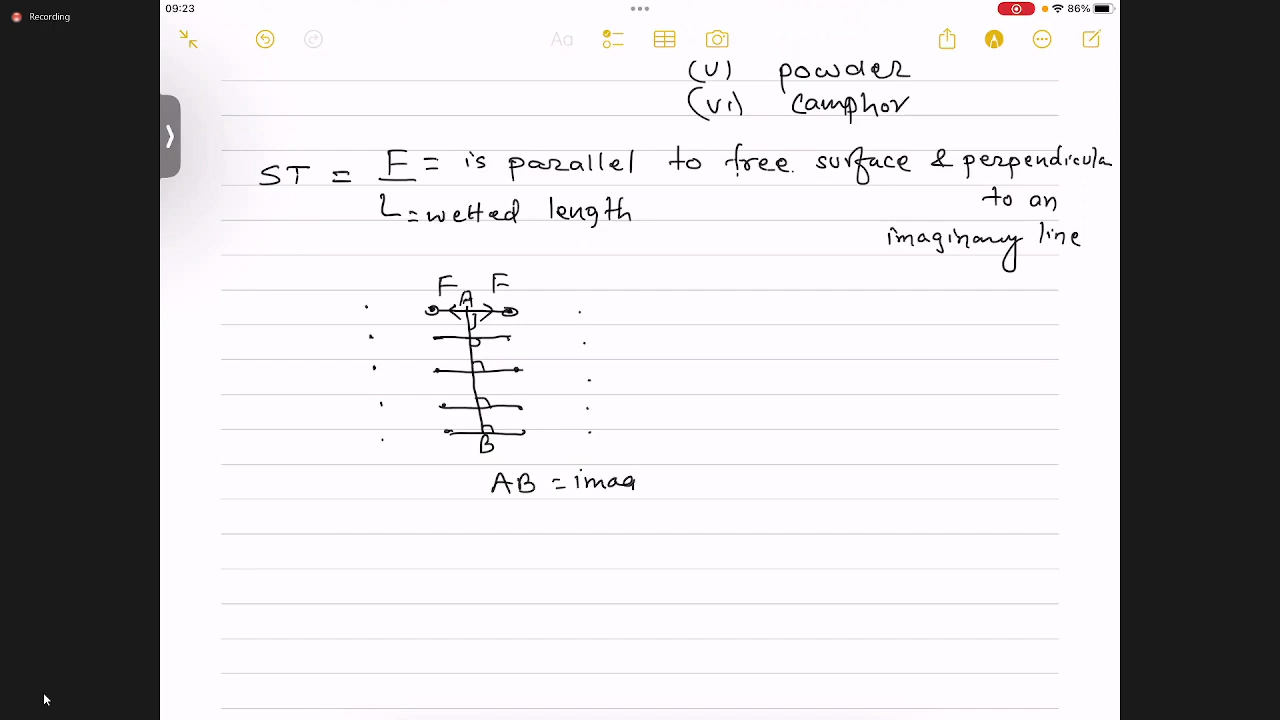 09:23
86%
Recording
Aa
(v) powder
(vi) camphor
ST = F = is parallel to free surface & perpendicula
to an
L = wetted length
imaginary line
F F
A
B
AB = imag